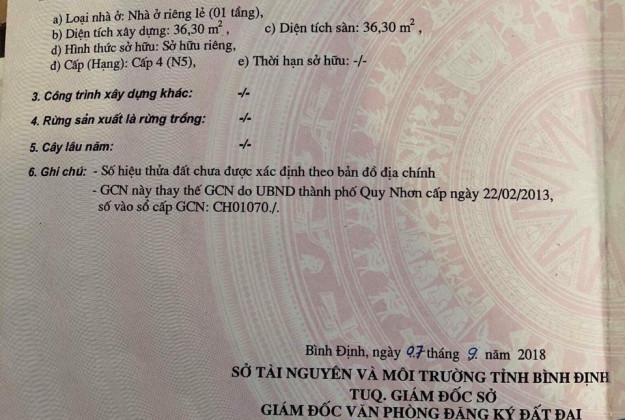 a) Loại nhà ở: Nhà ở riêng lẻ (01 tầng),
b) Diện tích xây dựng: 36,30 m², c) Diện tích sàn: 36,30 m²,
d) Hình thức sở hữu: Sở hữu riêng,
đ) Cấp (Hạng): Cấp 4 (N5), e) Thời hạn sở hữu: -/-
3. Công trình xây dựng khác: -/-
4. Rừng sản xuất là rừng trồng: -/-
5. Cây lâu năm: -/-
6. Ghi chú: - Số hiệu thửa đất chưa được xác định theo bản đồ địa chính
- GCN này thay thế GCN do UBND thành phố Quy Nhơn cấp ngày 22/02/2013,
số vào sổ cấp GCN: CH01070./.
Bình Định, ngày 07 tháng 9 năm 2018
SỞ TÀI NGUYÊN VÀ MÔI TRƯỜNG TỈNH BÌNH ĐỊNH
TUQ. GIÁM ĐỐC SỞ
GIÁM ĐỐC VĂN PHÒNG ĐĂNG KÝ ĐẤT ĐAI